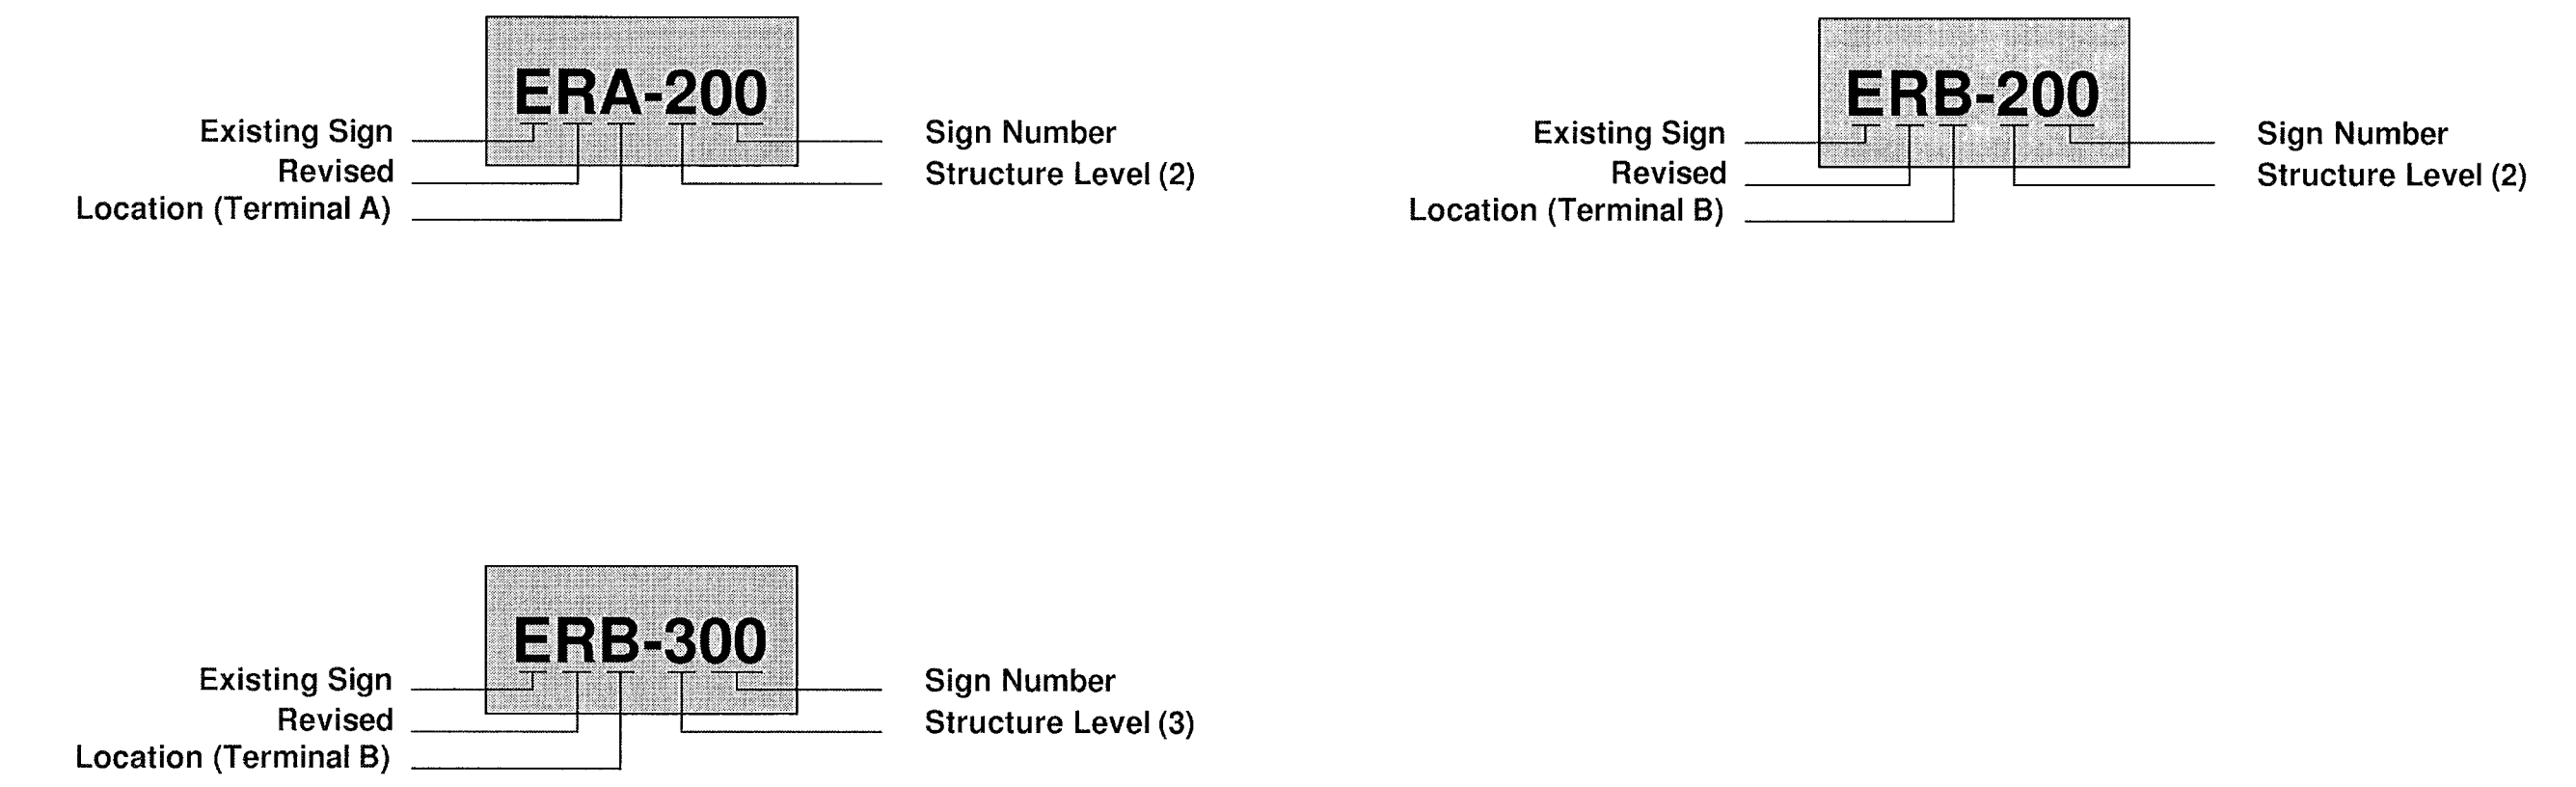 ERA-200
Existing Sign
Revised
Location (Terminal A)
Sign Number
Structure Level (2)
ERB-200
Existing Sign
Revised
Location (Terminal B)
Sign Number
Structure Level (2)
ERB-300
Existing Sign
Revised
Location (Terminal B)
Sign Number
Structure Level (3)